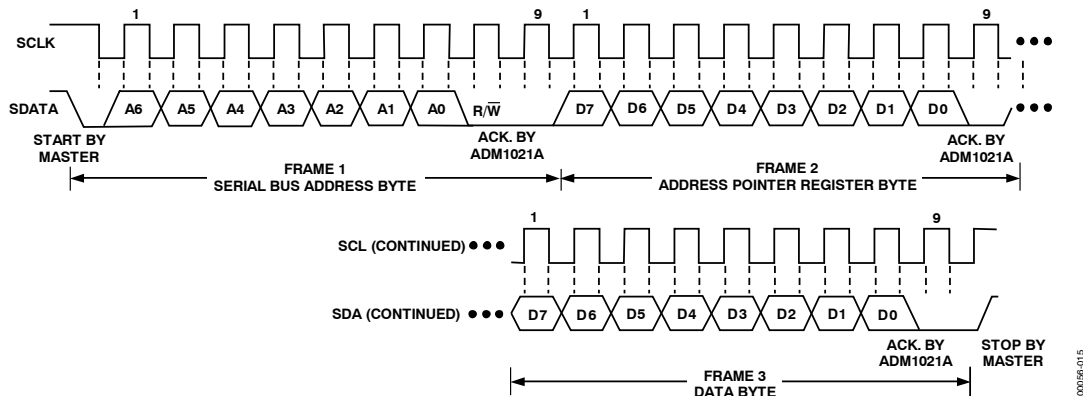 1 9 1 9
SCLK
SDATA A6 A5 A4 A3 A2 A1 A0 R/W̅ D7 D6 D5 D4 D3 D2 D1 D0
START BY
MASTER
ACK. BY
ADM1021A
ACK. BY
ADM1021A
FRAME 1
SERIAL BUS ADDRESS BYTE
FRAME 2
ADDRESS POINTER REGISTER BYTE
1 9
SCL (CONTINUED)
SDA (CONTINUED) D7 D6 D5 D4 D3 D2 D1 D0
ACK. BY
ADM1021A
STOP BY
MASTER
FRAME 3
DATA BYTE
00056-015